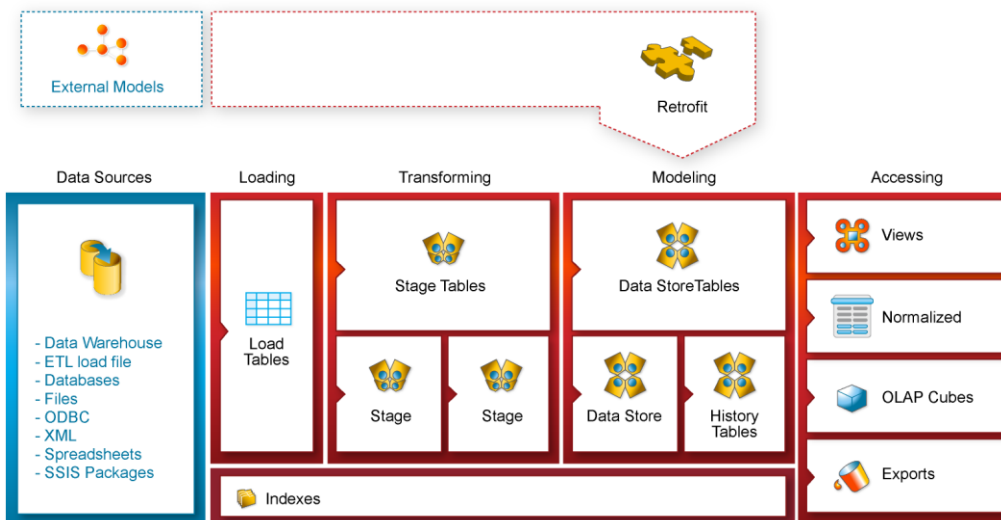 External Models
Retrofit
Data Sources
Loading
Transforming
Modeling
Accessing
- Data Warehouse
- ETL load file
- Databases
- Files
- ODBC
- XML
- Spreadsheets
- SSIS Packages
Load
Tables
Stage Tables
Stage
Stage
Data StoreTables
Data Store
History
Tables
Views
Normalized
OLAP Cubes
Exports
Indexes